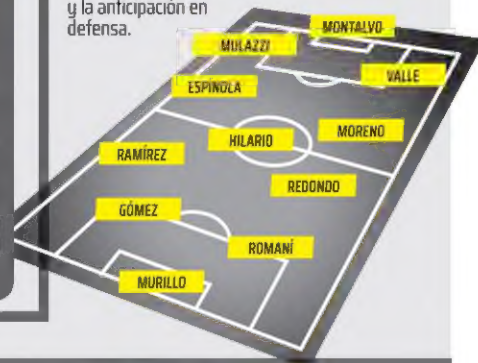 y la anticipación en
defensa.
MONTALVO
MULAZZI
VALLE
ESPÍNOLA
MORENO
HILARIO
RAMÍREZ
REDONDO
GÓMEZ
ROMANÍ
MURILLO